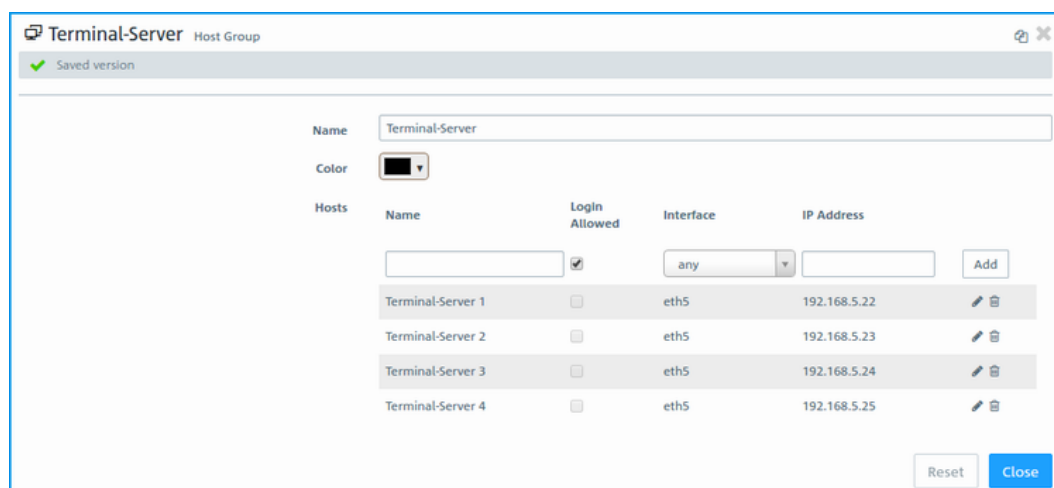 Terminal-Server Host Group
Saved version
Name Terminal-Server
Color
Hosts Name Login Allowed Interface IP Address
any Add
Terminal-Server 1 eth5 192.168.5.22
Terminal-Server 2 eth5 192.168.5.23
Terminal-Server 3 eth5 192.168.5.24
Terminal-Server 4 eth5 192.168.5.25
Reset Close